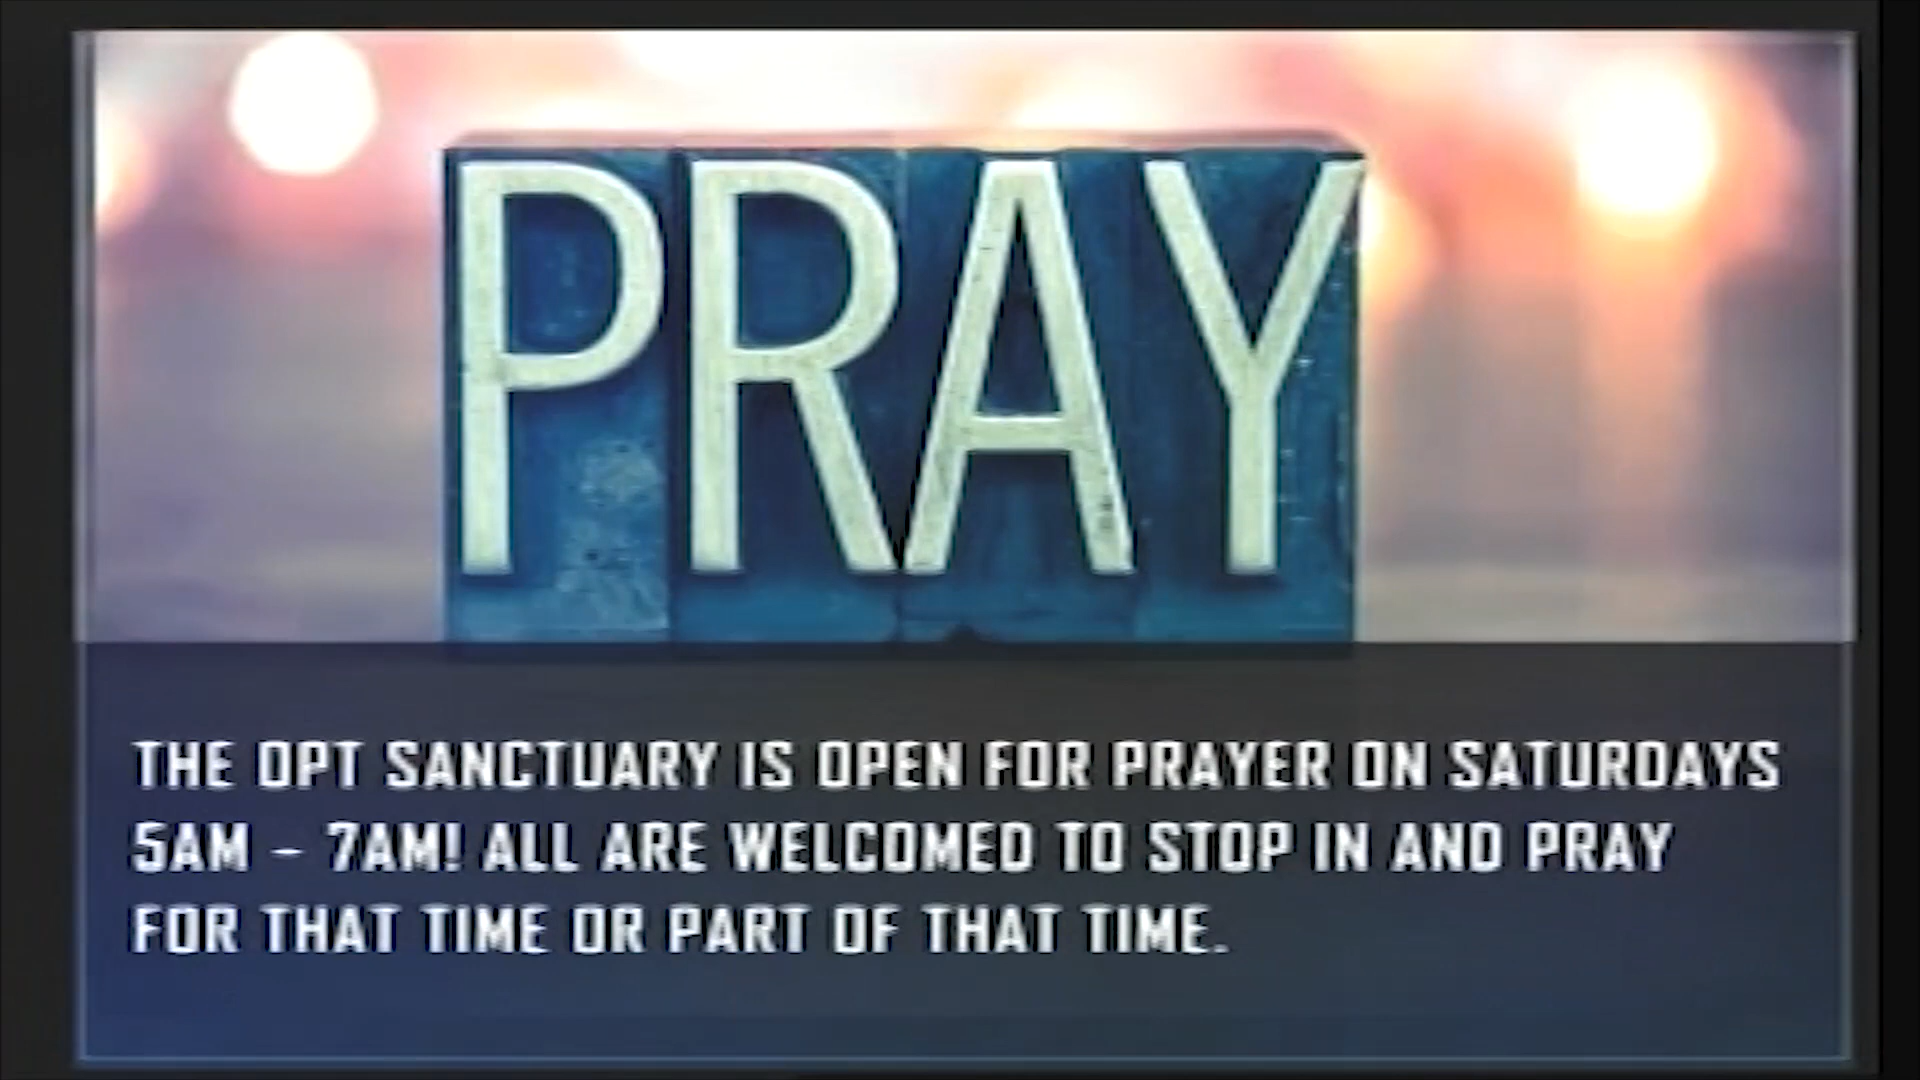 PRAY
THE OPT SANCTUARY IS OPEN FOR PRAYER ON SATURDAYS
5AM - 7AM! ALL ARE WELCOMED TO STOP IN AND PRAY
FOR THAT TIME OR PART OF THAT TIME.